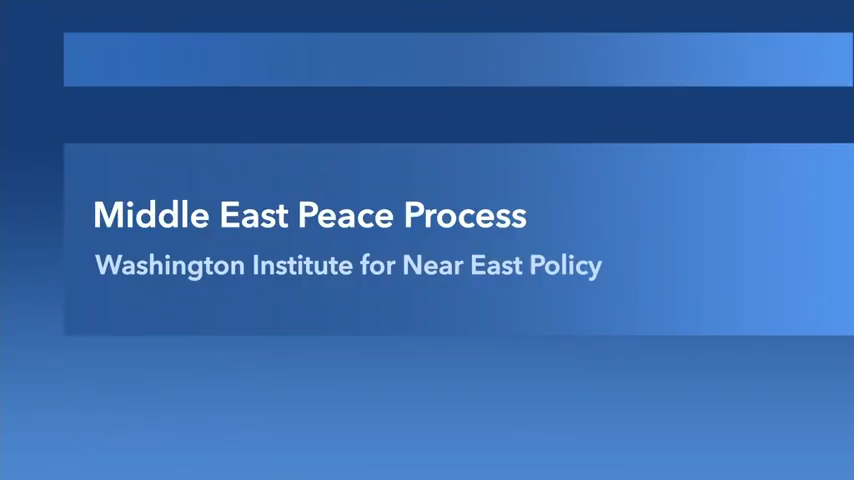 Middle East Peace Process
Washington Institute for Near East Policy